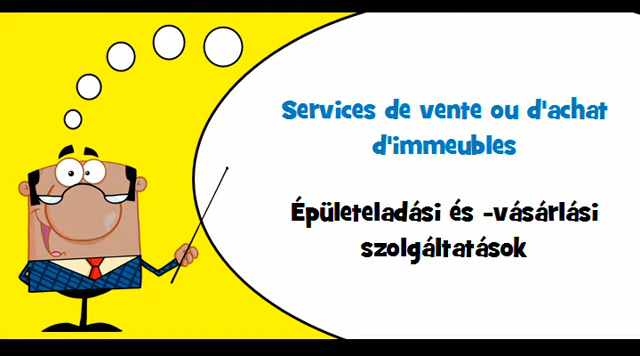 Services de vente ou d'achat
d'immeubles
Épületeladási és -vásárlási
szolgáltatások